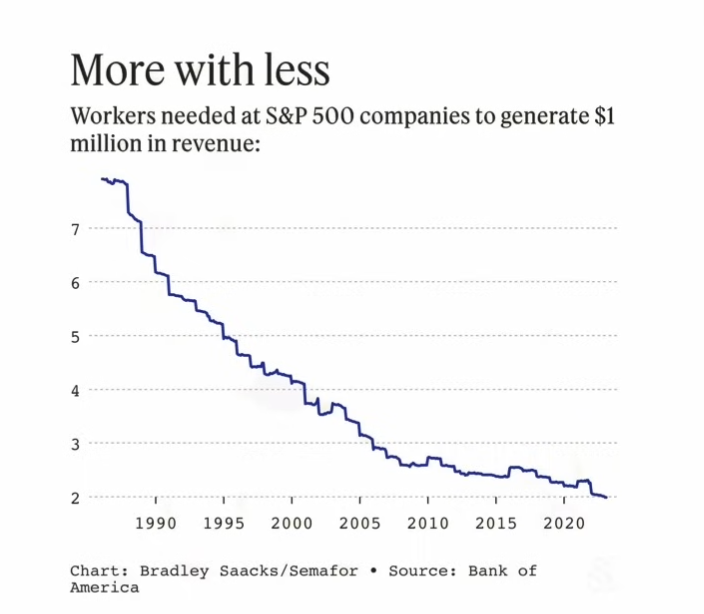 More with less
Workers needed at S&P 500 companies to generate $1
million in revenue:
7
6
5
4
3
2
1990 1995 2000 2005 2010 2015 2020
Chart: Bradley Saacks/Semafor • Source: Bank of
America